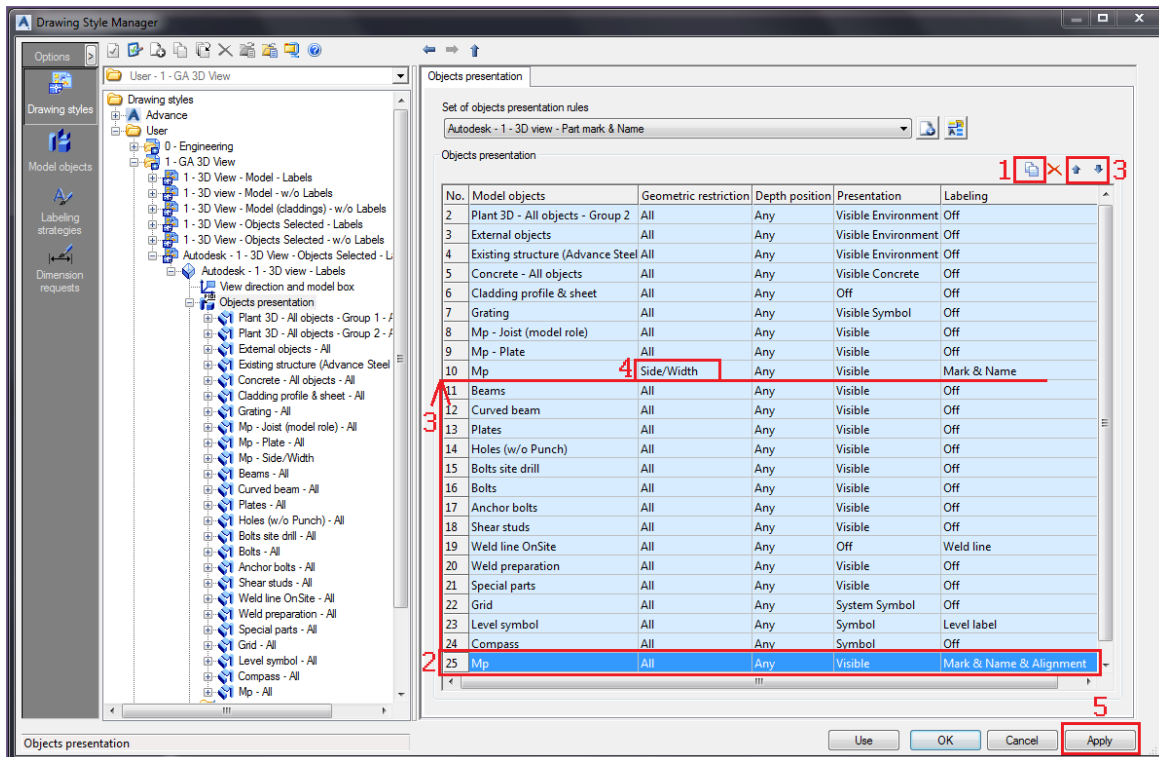 Drawing Style Manager
Options
Drawing styles
Model objects
Labeling
strategies
Dimension
requests
User - 1 - GA 3D View
Drawing styles
Advance
User
0 - Engineering
1 - GA 3D View
1 - 3D View - Model - Labels
1 - 3D view - Model - w/o Labels
1 - 3D View - Model (claddings) - w/o Labels
1 - 3D View - Objects Selected - Labels
1 - 3D View - Objects Selected - w/o Labels
Autodesk - 1 - 3D View - Objects Selected - L
Autodesk - 1 - 3D view - Labels
View direction and model box
Objects presentation
Plant 3D - All objects - Group 1 - A
Plant 3D - All objects - Group 2 - A
External objects - All
Existing structure (Advance Steel
Concrete - All objects - All
Cladding profile & sheet - All
Grating - All
Mp - Joist (model role) - All
Mp - Plate - All
Mp - Side/Width
Beams - All
Curved beam - All
Plates - All
Holes (w/o Punch) - All
Bolts site drill - All
Bolts - All
Anchor bolts - All
Shear studs - All
Weld line OnSite - All
Weld preparation - All
Special parts - All
Grid - All
Level symbol - All
Compass - All
Mp - All
Objects presentation
Set of objects presentation rules
Autodesk - 1 - 3D view - Part mark & Name
Objects presentation
1 3
No. Model objects Geometric restriction Depth position Presentation Labeling
2 Plant 3D - All objects - Group 2 All Any Visible Environment Off
3 External objects All Any Visible Environment Off
4 Existing structure (Advance Steel All Any Visible Environment Off
5 Concrete - All objects All Any Visible Concrete Off
6 Cladding profile & sheet All Any Off Off
7 Grating All Any Visible Symbol Off
8 Mp - Joist (model role) All Any Visible Off
9 Mp - Plate All Any Visible Off
10 Mp 4 Side/Width Any Visible Mark & Name
11 Beams All Any Visible Off
3
12 Curved beam All Any Visible Off
13 Plates All Any Visible Off
14 Holes (w/o Punch) All Any Visible Off
15 Bolts site drill All Any Visible Off
16 Bolts All Any Visible Off
17 Anchor bolts All Any Visible Off
18 Shear studs All Any Visible Off
19 Weld line OnSite All Any Off Weld line
20 Weld preparation All Any Visible Off
21 Special parts All Any Visible Off
22 Grid All Any System Symbol Off
23 Level symbol All Any Symbol Level label
24 Compass All Any Symbol Off
2 25 Mp All Any Visible Mark & Name & Alignment
5
Use OK Cancel Apply
Objects presentation